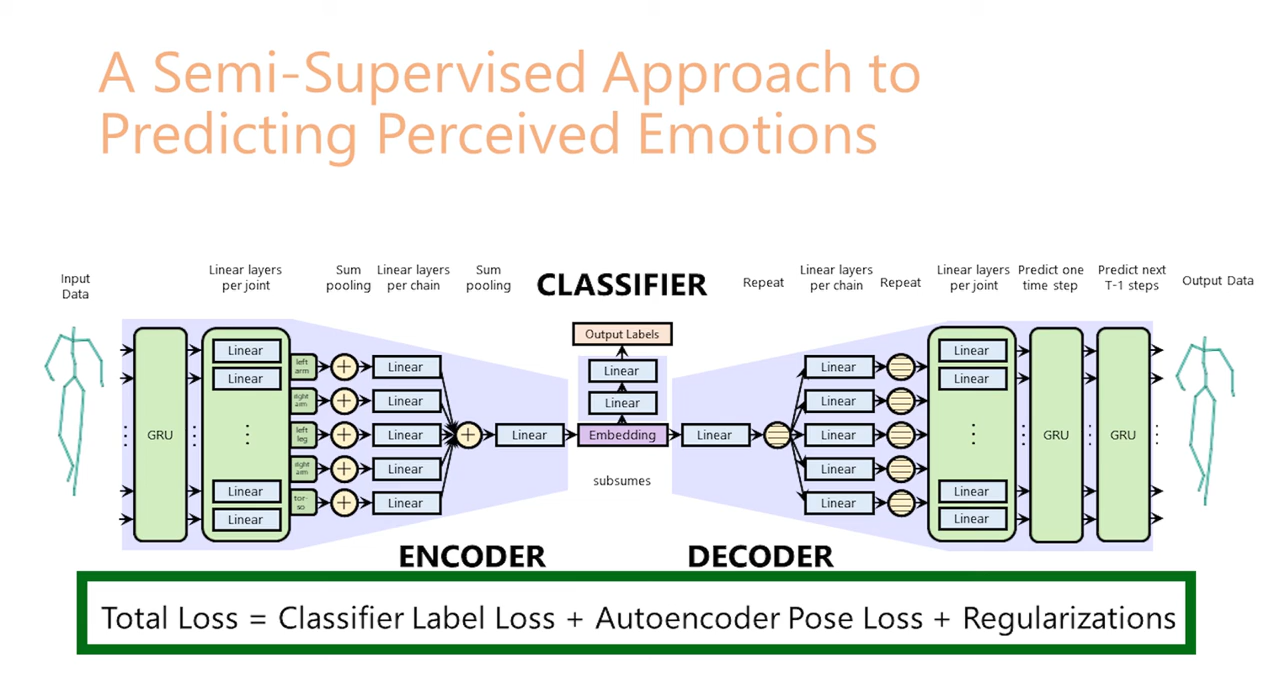 A Semi-Supervised Approach to
Predicting Perceived Emotions
Input
Data
Linear layers
per joint
Sum
pooling
Linear layers
per chain
Sum
pooling
CLASSIFIER
Repeat
Linear layers
per chain
Repeat
Linear layers
per joint
Predict one
time step
Predict next
T-1 steps
Output Data
GRU
Linear
Linear
Linear
Linear
left
arm
right
arm
left
leg
right
arm
tor-
so
Linear
Linear
Linear
Linear
Linear
Linear
Output Labels
Linear
Linear
Embedding
subsumes
Linear
Linear
Linear
Linear
Linear
Linear
Linear
Linear
Linear
Linear
GRU
GRU
ENCODER
DECODER
Total Loss = Classifier Label Loss + Autoencoder Pose Loss + Regularizations